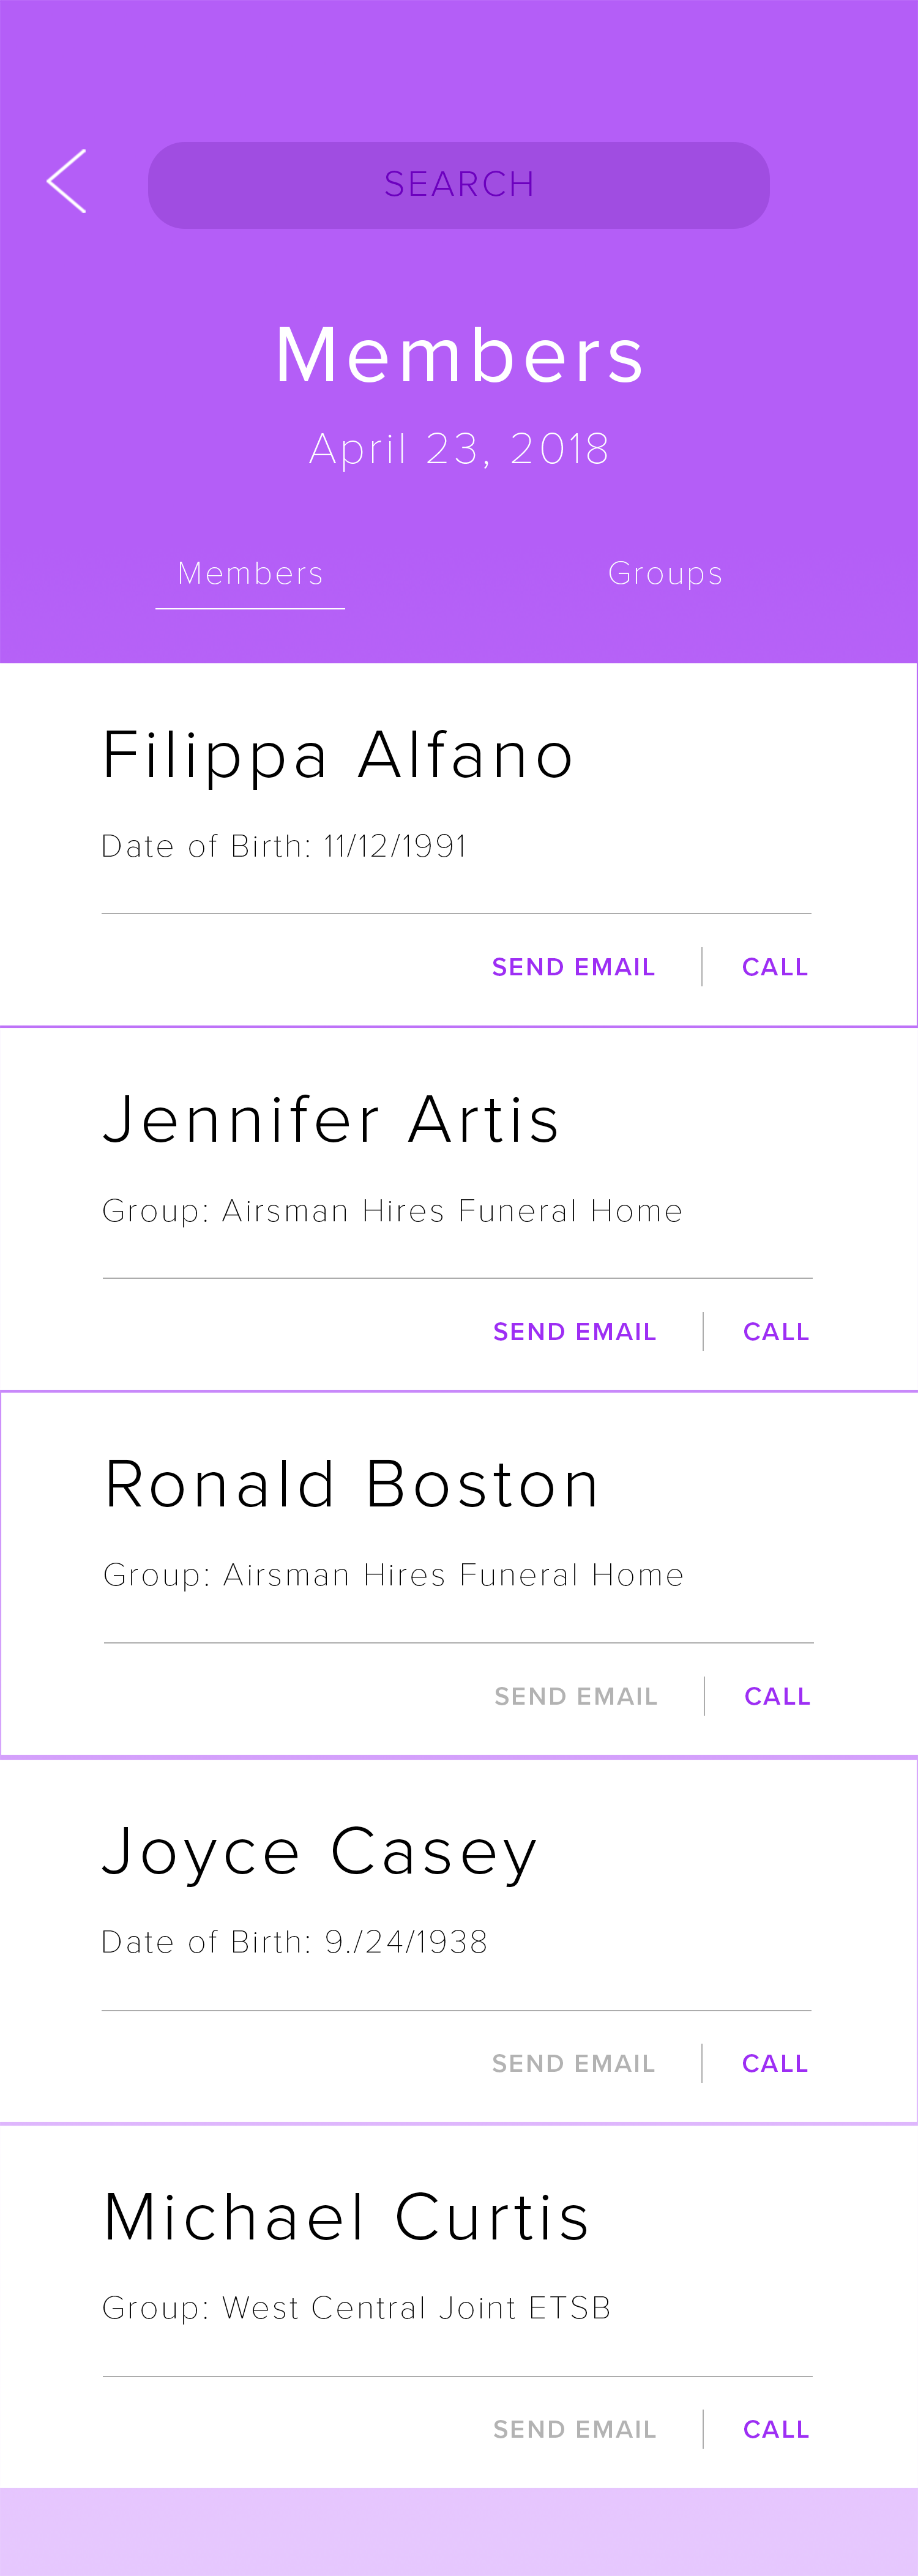 SEARCH
Members
April 23, 2018
Members Groups
Filippa Alfano
Date of Birth: 11/12/1991
SEND EMAIL CALL
Jennifer Artis
Group: Airsman Hires Funeral Home
SEND EMAIL CALL
Ronald Boston
Group: Airsman Hires Funeral Home
SEND EMAIL CALL
Joyce Casey
Date of Birth: 9./24/1938
SEND EMAIL CALL
Michael Curtis
Group: West Central Joint ETSB
SEND EMAIL CALL